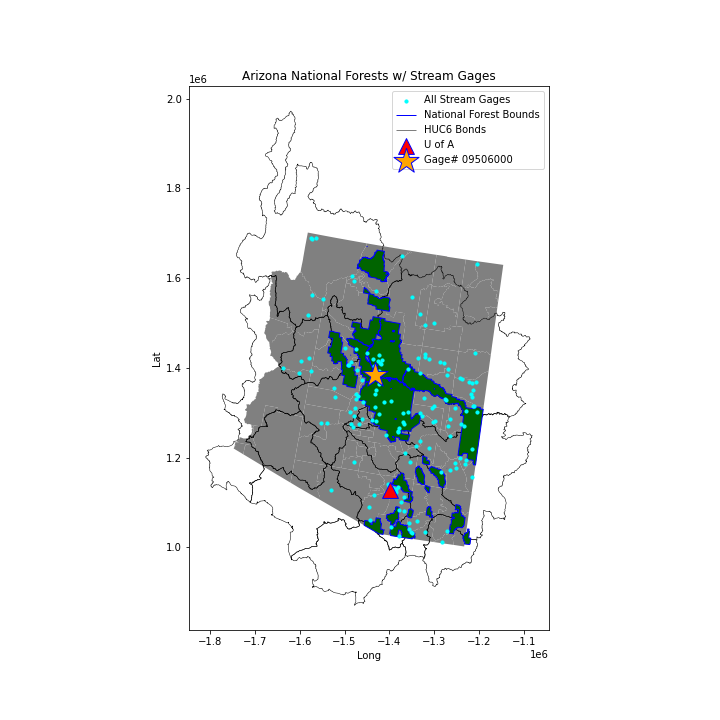 Arizona National Forests w/ Stream Gages
1e6
All Stream Gages
National Forest Bounds
HUC6 Bonds
U of A
Gage# 09506000
2.0
1.8
1.6
1.4
1.2
1.0
Lat
−1.8 −1.7 −1.6 −1.5 −1.4 −1.3 −1.2 −1.1
Long
1e6